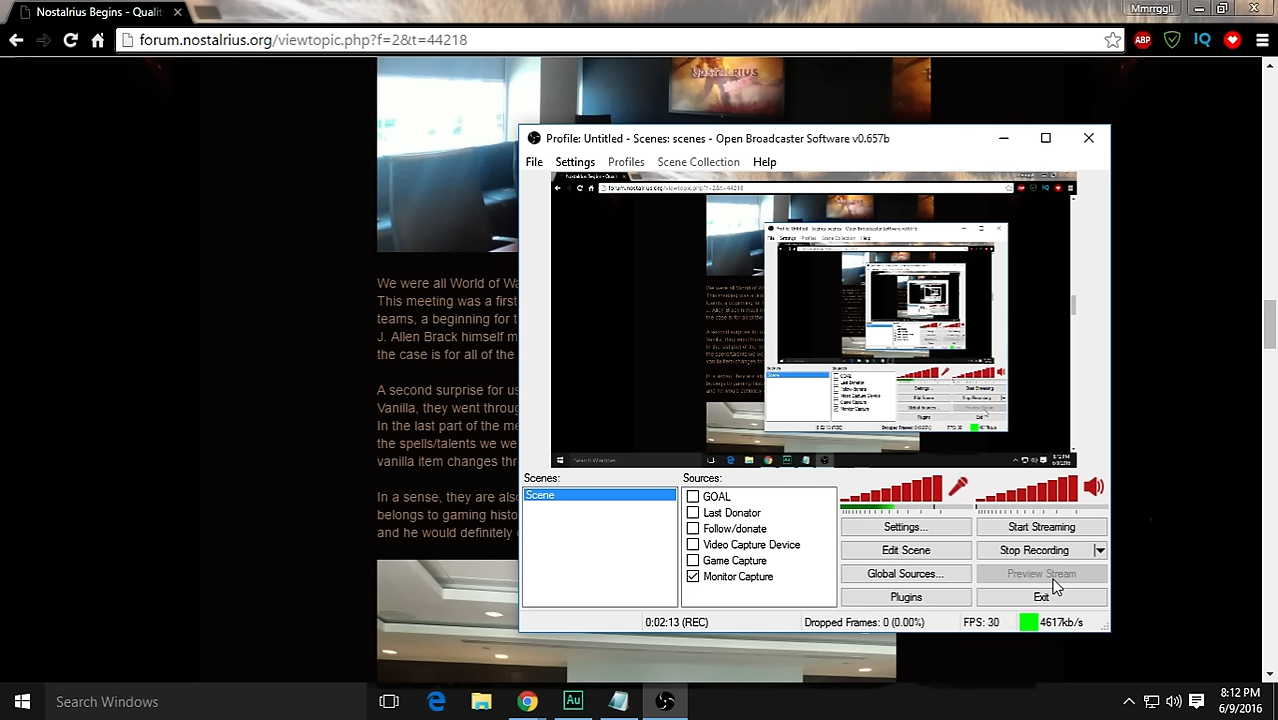 Nostalrius Begins - Qualit
Mmrrggll
forum.nostalrius.org/viewtopic.php?f=2&t=44218
ABP
IQ
NOSTALRIUS
Profile: Untitled - Scenes: scenes - Open Broadcaster Software v0.657b
File Settings Profiles Scene Collection Help
We were all World of Wa
This meeting was a first
teams, a beginning for t
J. Allen Brack himself m
the case is for all of the
A second surprise for us
Vanilla, they went throug
In the last part of the me
the spells/talents we we
vanilla item changes thr
In a sense, they are also
belongs to gaming histo
and he would definitely
Scenes:
Scene
Sources:
GOAL
Last Donator
Follow/donate
Video Capture Device
Game Capture
Monitor Capture
Settings... Start Streaming
Edit Scene Stop Recording
Global Sources... Preview Stream
Plugins Exit
0:02:13 (REC) Dropped Frames: 0 (0.00%) FPS: 30 4617kb/s
Search Windows
Au
8:12 PM
6/9/2016